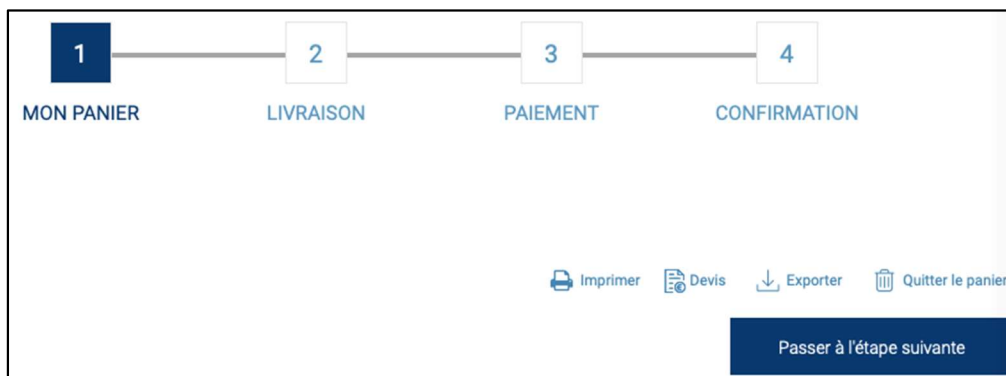 1 2 3 4
MON PANIER LIVRAISON PAIEMENT CONFIRMATION
Imprimer Devis Exporter Quitter le panier
Passer à l'étape suivante